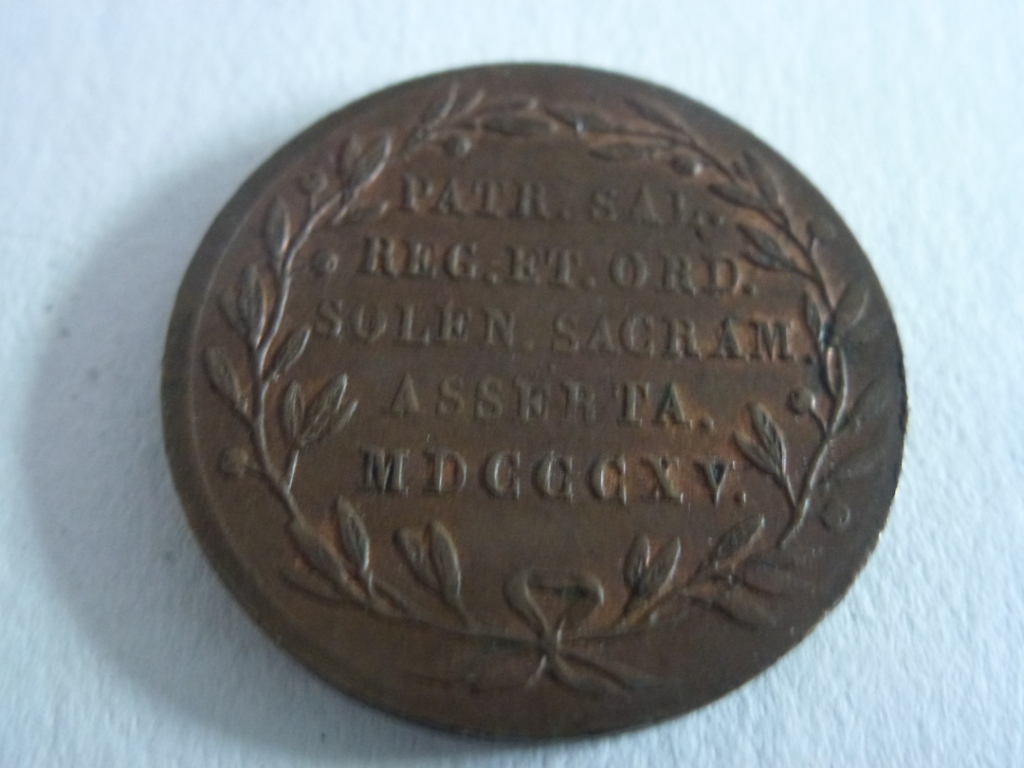 PATR. SAL.
REG. ET. ORD.
SOLEN. SACRAM.
ASSERTA.
MDCCCXV.